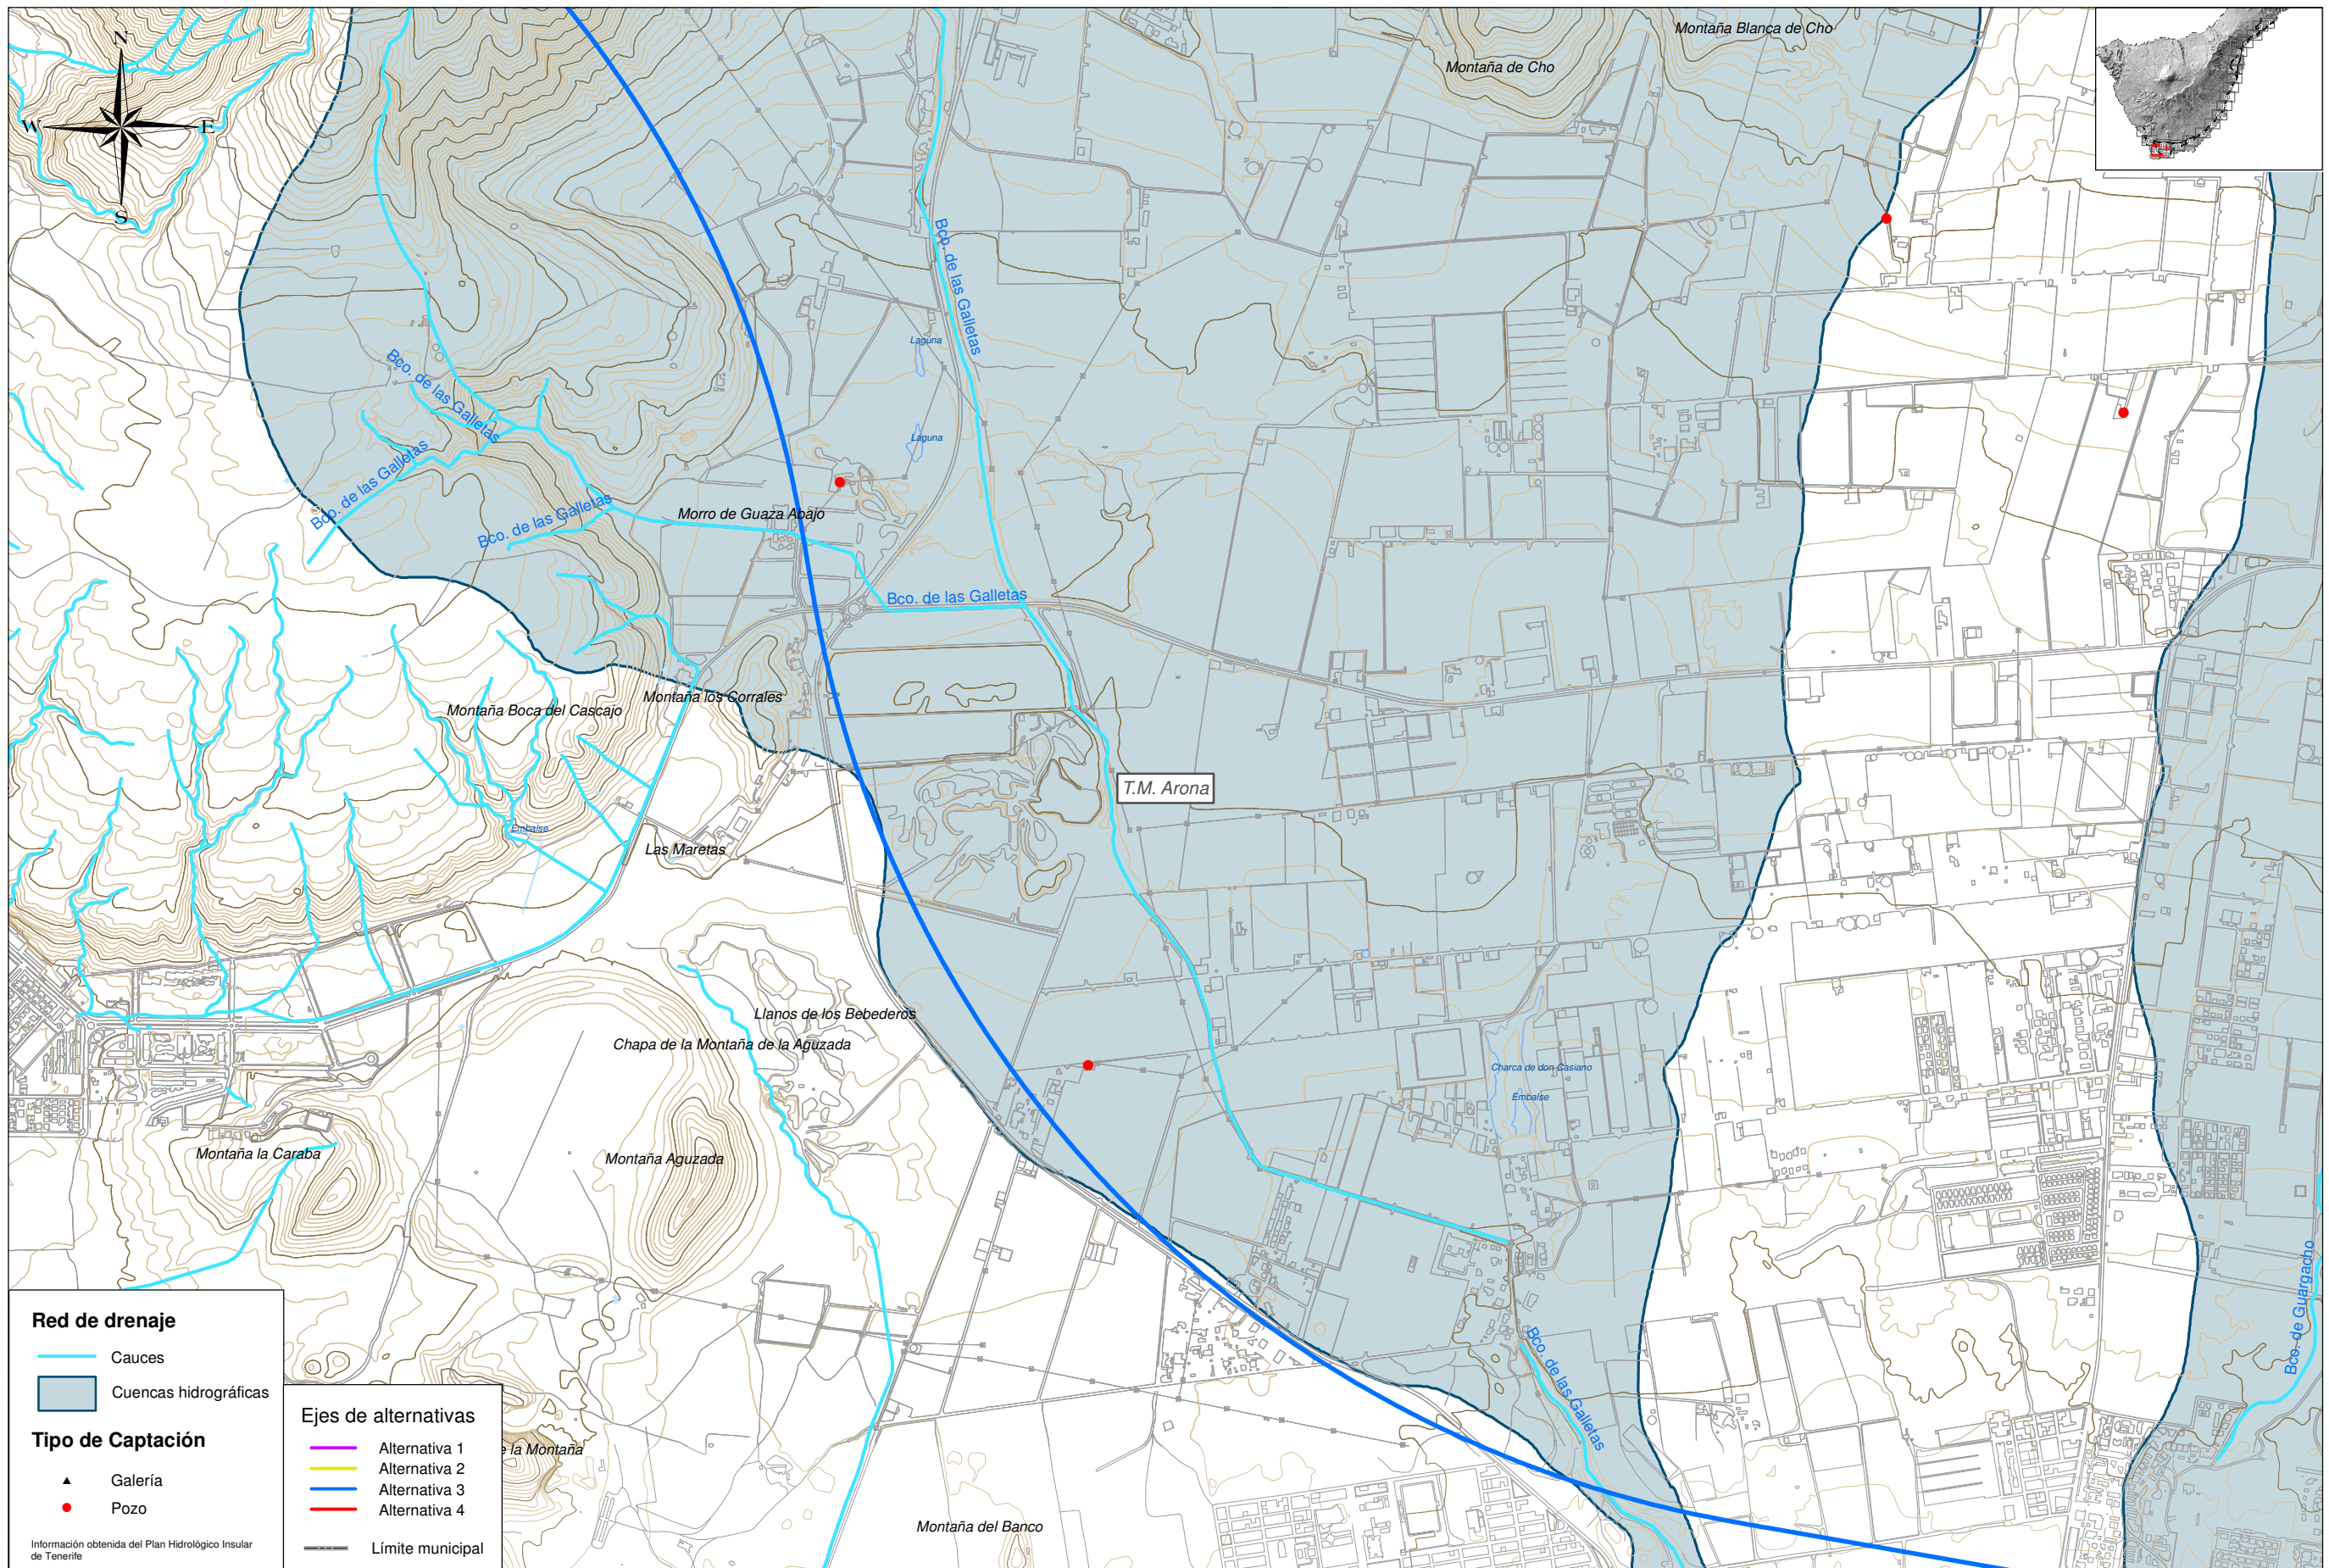 Montaña Blanca de Cho
Montaña de Cho
N
W
E
S
Bco. de las Galletas
Laguna
Bco. de las Galletas
Laguna
Bco. de las Galletas
Bco. de las Galletas
Morro de Guaza Abajo
Bco. de las Galletas
Montaña los Corrales
Montaña Boca del Cascajo
T.M. Arona
Embalse
Las Maretas
Llanos de los Bebederos
Chapa de la Montaña de la Aguzada
Charca de don Casiano
Embalse
Montaña la Caraba
Montaña Aguzada
Bco. de Guargacho
Bco. de las Galletas
Red de drenaje
Cauces
Cuencas hidrográficas
Tipo de Captación
Galería
Pozo
Información obtenida del Plan Hidrológico Insular
de Tenerife
e la Montaña
Ejes de alternativas
Alternativa 1
Alternativa 2
Alternativa 3
Alternativa 4
Límite municipal
Montaña del Banco